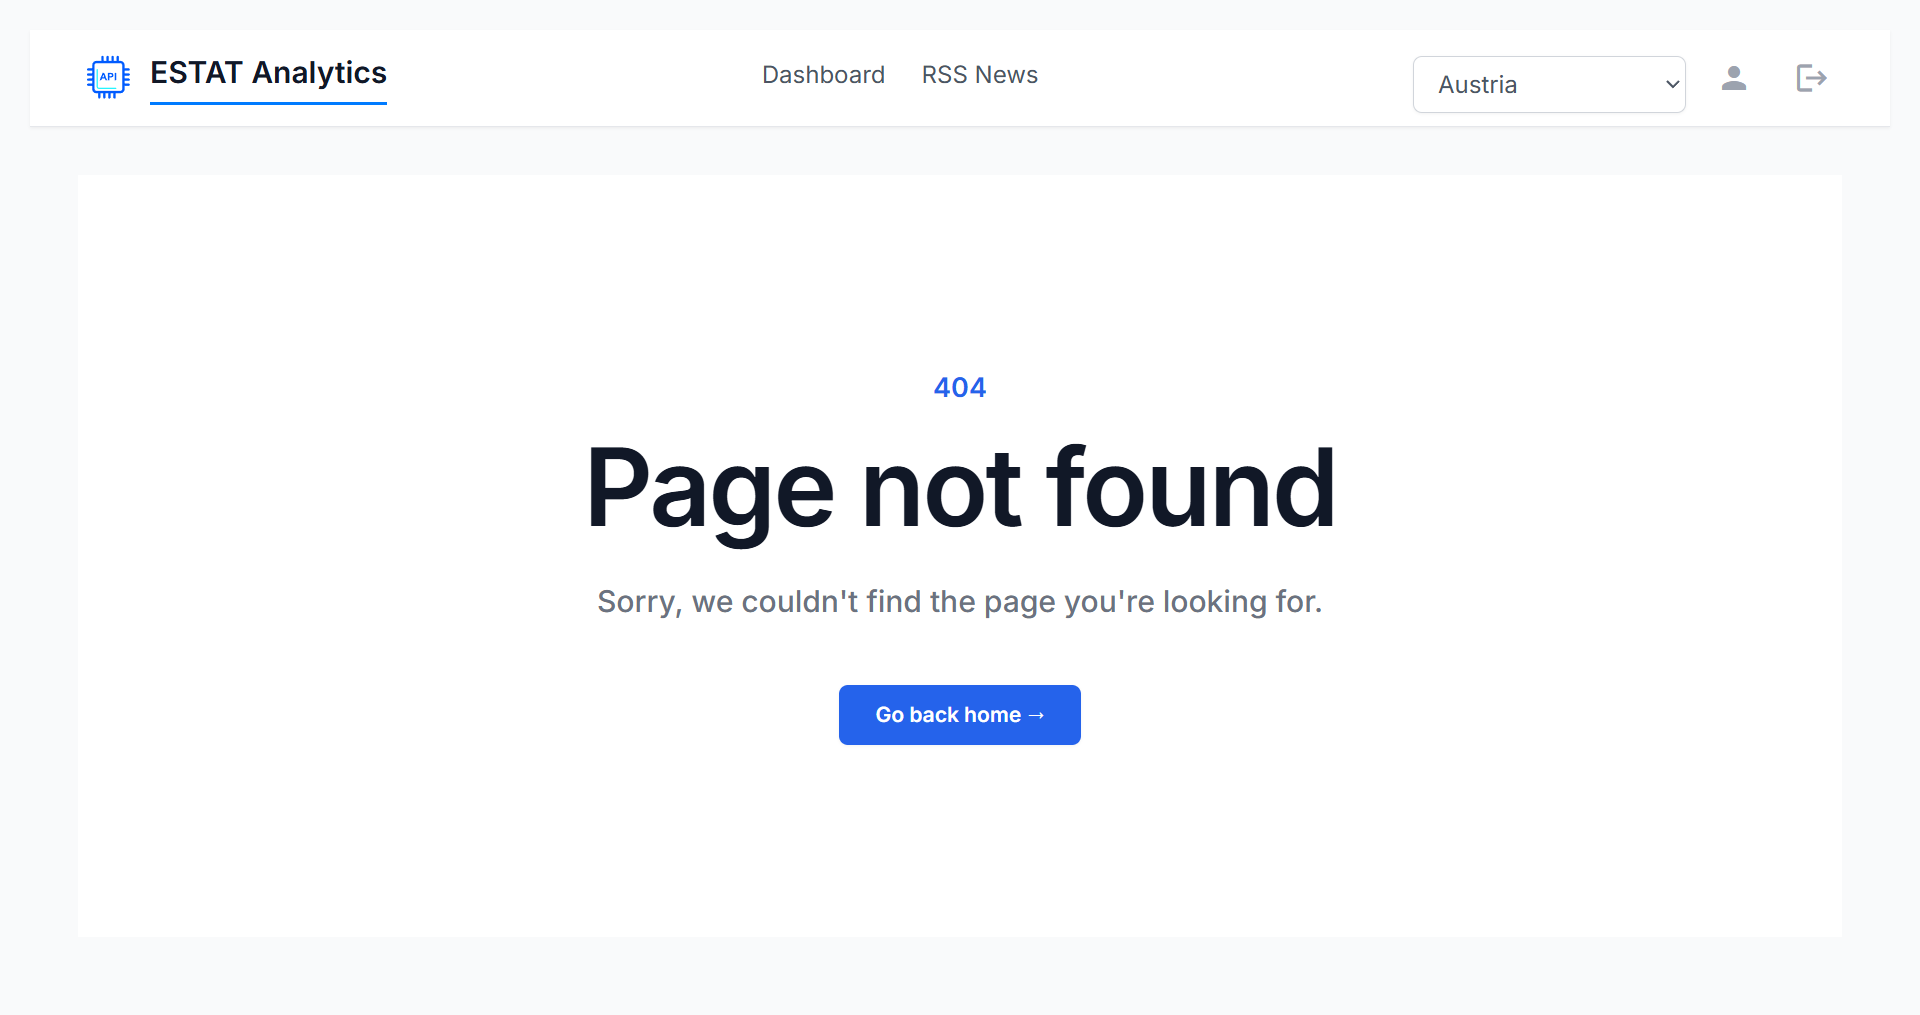 API
ESTAT Analytics
Dashboard
RSS News
Austria
404
Page not found
Sorry, we couldn't find the page you're looking for.
Go back home →